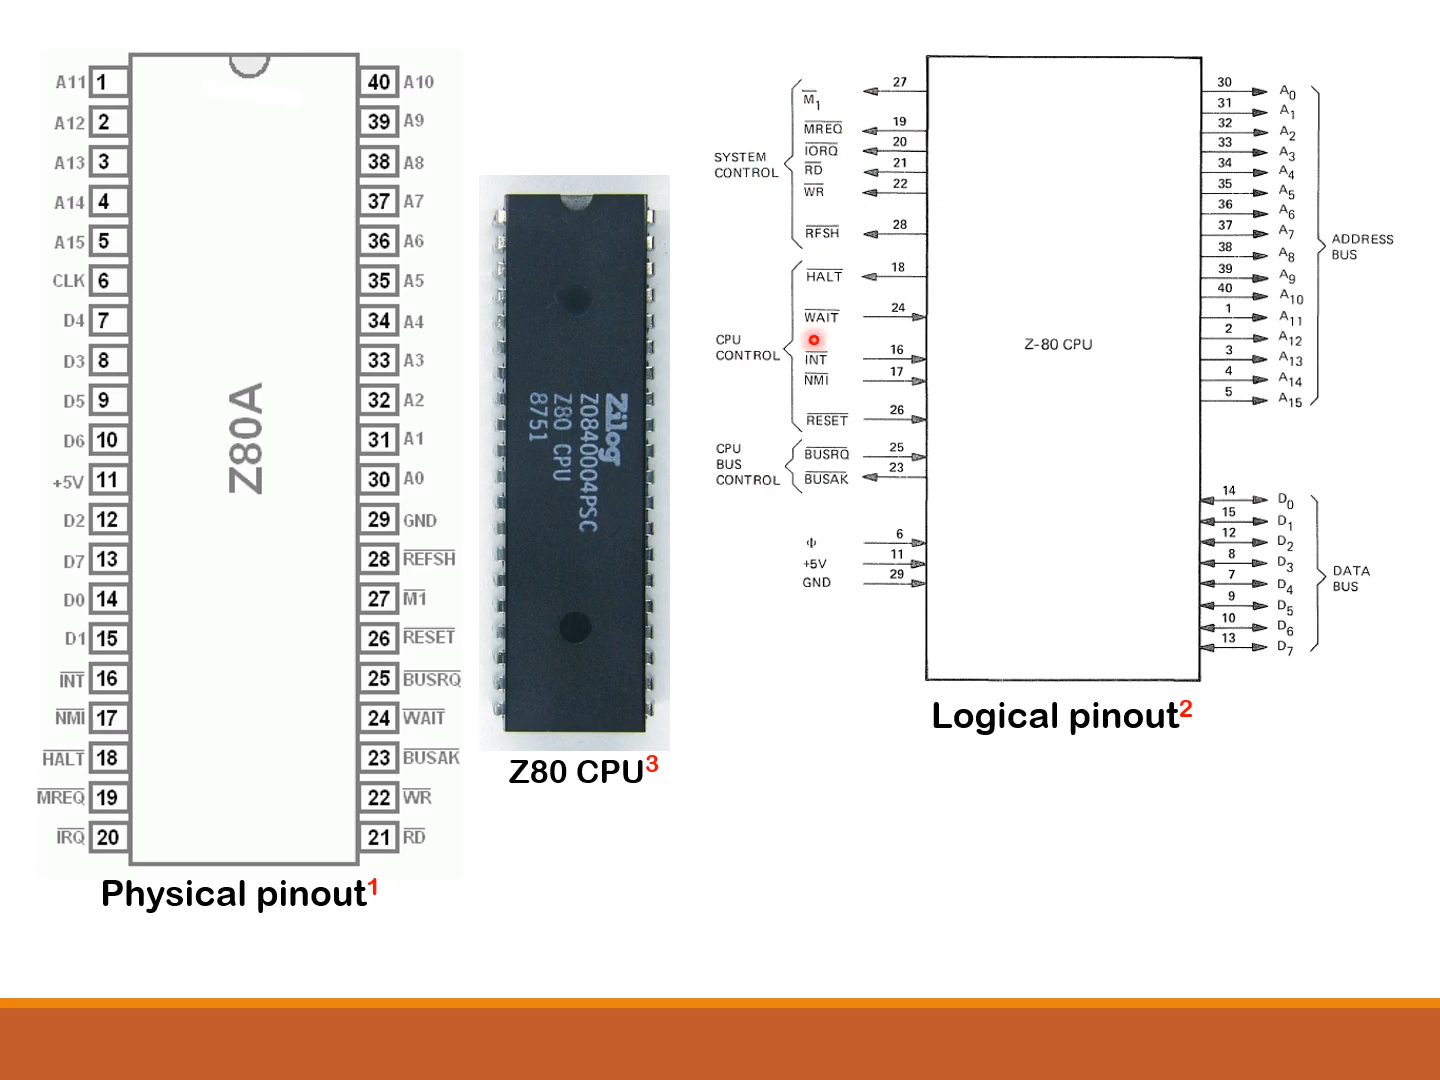 A11 1 40 A10
A12 2 39 A9
A13 3 38 A8
A14 4 37 A7
A15 5 36 A6
CLK 6 35 A5
D4 7 34 A4
D3 8 33 A3
D5 9 32 A2
D6 10 31 A1
+5V 11 30 A0
D2 12 29 GND
D7 13 28 REFSH
D0 14 27 M1
D1 15 26 RESET
INT 16 25 BUSRQ
NMI 17 24 WAIT
HALT 18 23 BUSAK
MREQ 19 22 WR
IRQ 20 21 RD
Z80A
Physical pinout1
Zilog
Z0840004PSC
Z80 CPU
8751
Z80 CPU3
SYSTEM
CONTROL
M1 27
MREQ 19
IORQ 20
RD 21
WR 22
RFSH 28
CPU
CONTROL
HALT 18
WAIT 24
INT 16
NMI 17
RESET 26
CPU
BUS
CONTROL
BUSRQ 25
BUSAK 23
Φ 6
+5V 11
GND 29
Z-80 CPU
30 A0
31 A1
32 A2
33 A3
34 A4
35 A5
36 A6
37 A7
38 A8
39 A9
40 A10
1 A11
2 A12
3 A13
4 A14
5 A15
ADDRESS
BUS
14 D0
15 D1
12 D2
8 D3
7 D4
9 D5
10 D6
13 D7
DATA
BUS
Logical pinout2